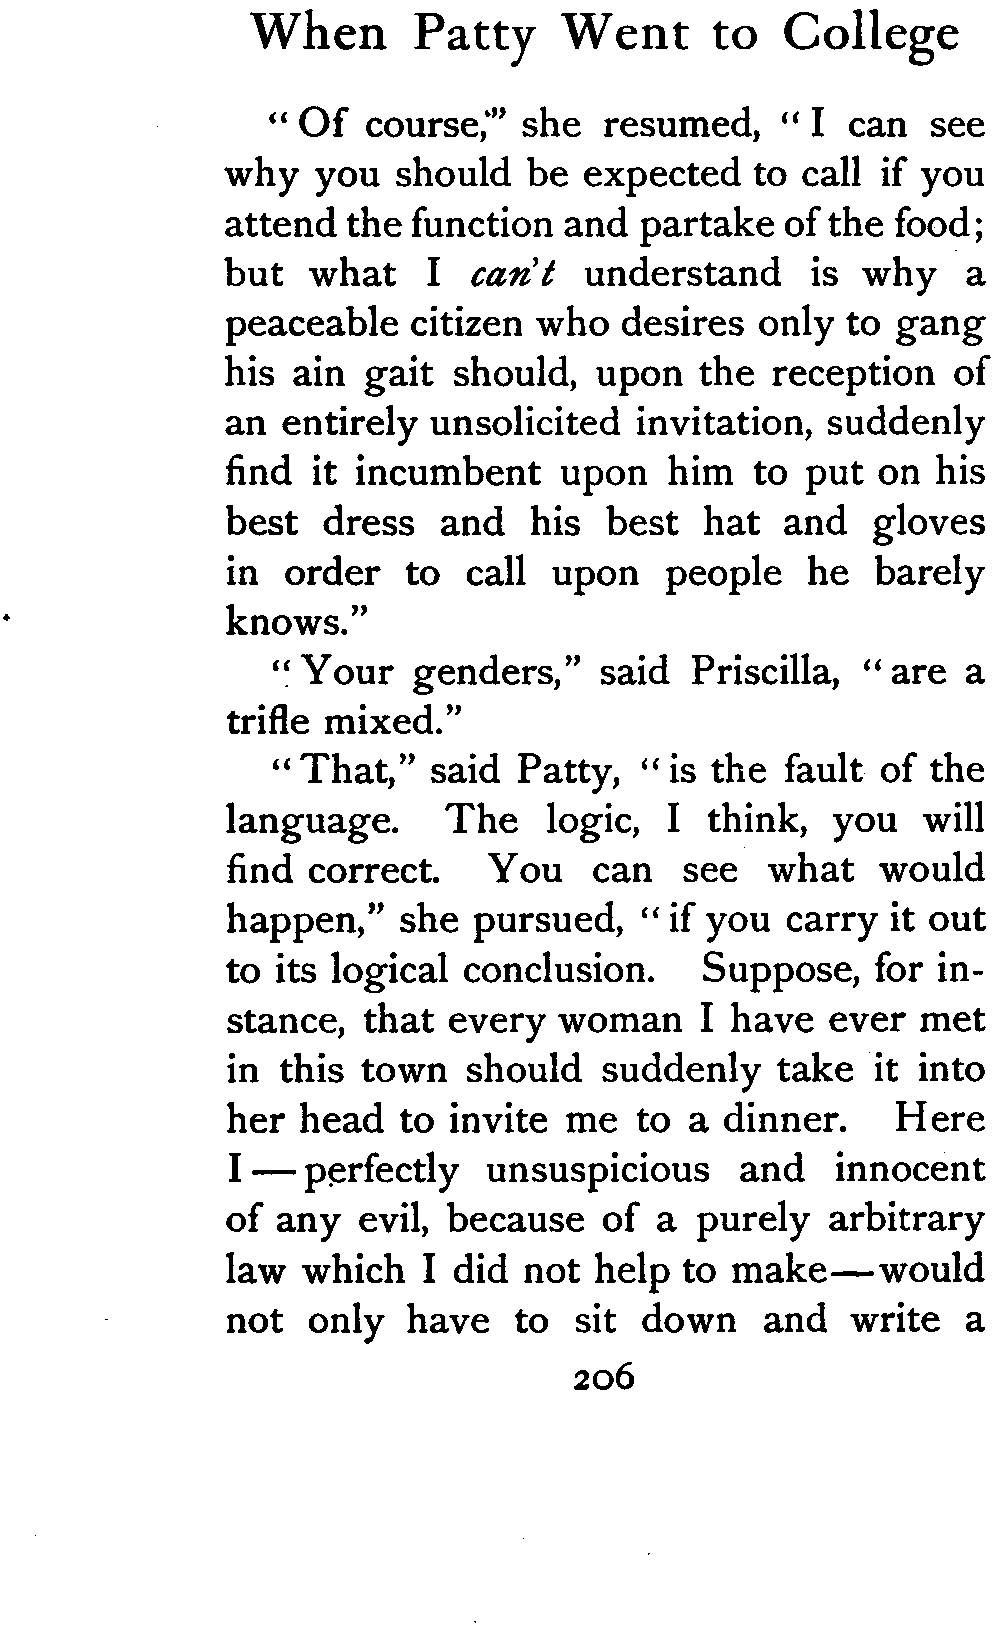 When Patty Went to College
“Of course,” she resumed, “I can see
why you should be expected to call if you
attend the function and partake of the food;
but what I can't understand is why a
peaceable citizen who desires only to gang
his ain gait should, upon the reception of
an entirely unsolicited invitation, suddenly
find it incumbent upon him to put on his
best dress and his best hat and gloves
in order to call upon people he barely
knows.”
“Your genders,” said Priscilla, “are a
trifle mixed.”
“That,” said Patty, “is the fault of the
language. The logic, I think, you will
find correct. You can see what would
happen,” she pursued, “if you carry it out
to its logical conclusion. Suppose, for in-
stance, that every woman I have ever met
in this town should suddenly take it into
her head to invite me to a dinner. Here
I—perfectly unsuspicious and innocent
of any evil, because of a purely arbitrary
law which I did not help to make—would
not only have to sit down and write a
206